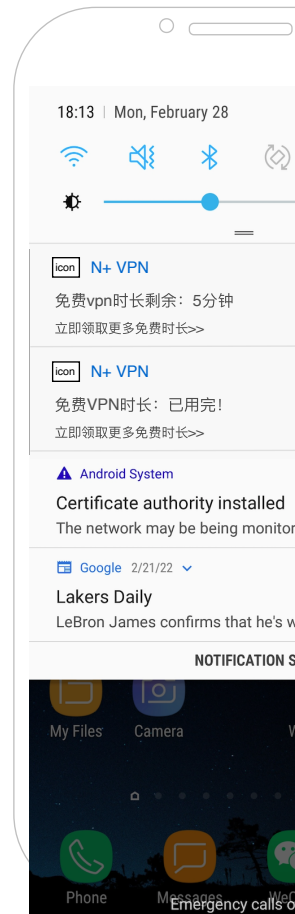 18:13 | Mon, February 28
icon N+ VPN
免费vpn时长剩余：5分钟
立即领取更多免费时长>>
icon N+ VPN
免费VPN时长：已用完！
立即领取更多免费时长>>
Android System
Certificate authority installed
The network may be being monitor
Google 2/21/22
Lakers Daily
LeBron James confirms that he's w
NOTIFICATION S
My Files Camera
Phone Messages WeC
Emergency calls o